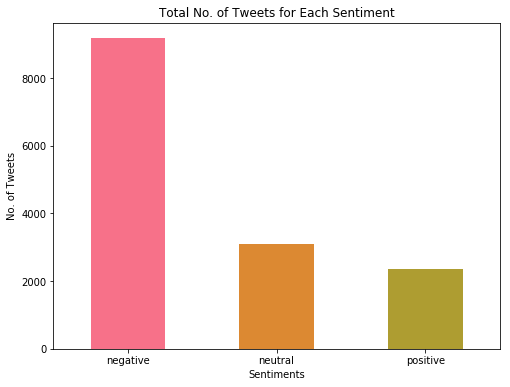 Total No. of Tweets for Each Sentiment
No. of Tweets
8000
6000
4000
2000
0
negative neutral positive
Sentiments